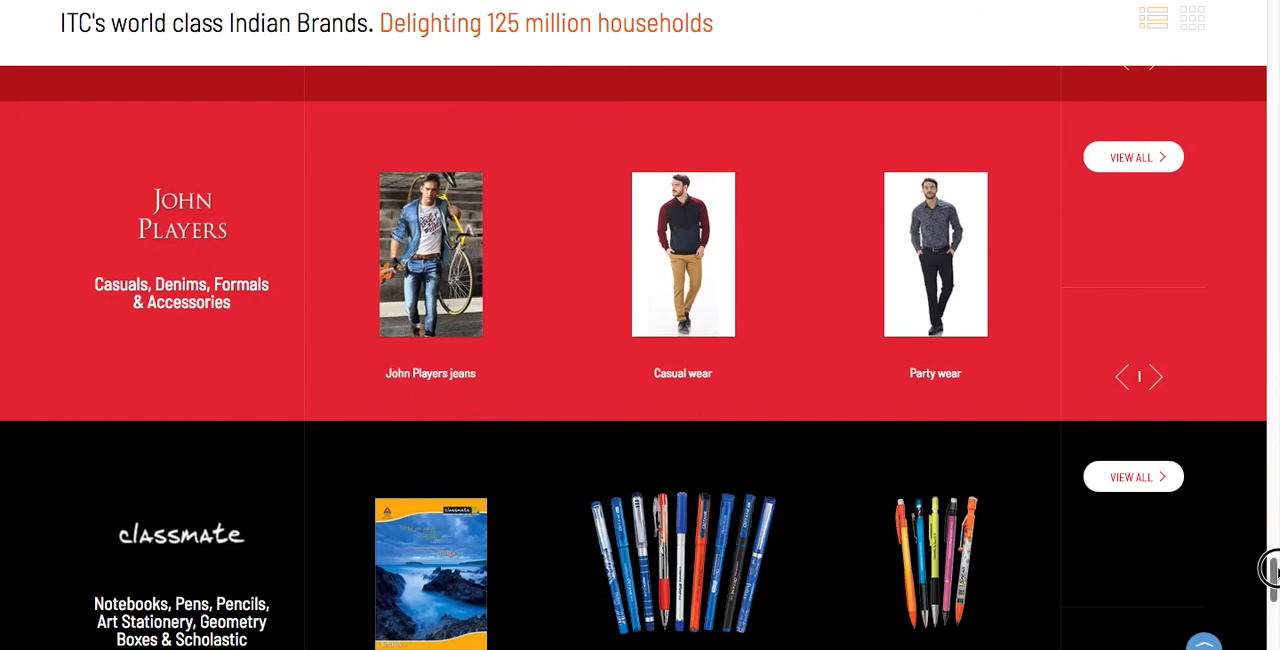 ITC's world class Indian Brands. Delighting 125 million households
VIEW ALL
JOHN
PLAYERS
Casuals, Denims, Formals
& Accessories
John Players jeans
Casual wear
Party wear
VIEW ALL
classmate
classmate
Notebooks, Pens, Pencils,
Art Stationery, Geometry
Boxes & Scholastic